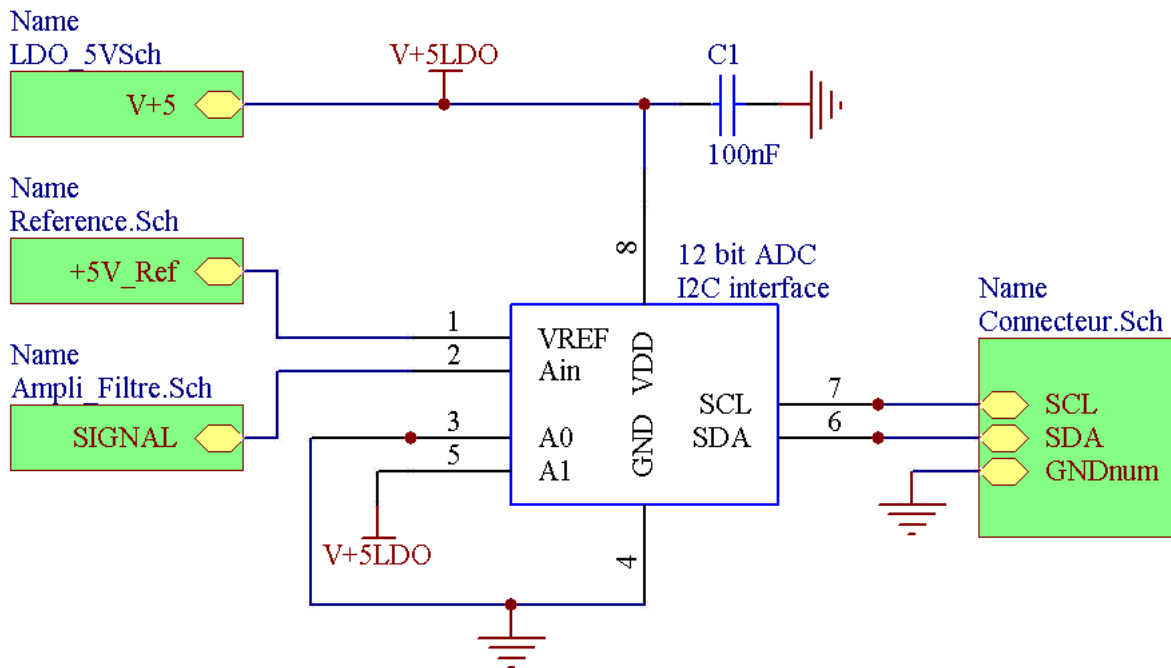 Name
LDO_5VSch
V+5
V+5LDO
C1
100nF
Name
Reference.Sch
+5V_Ref
Name
Ampli_Filtre.Sch
SIGNAL
12 bit ADC
I2C interface
8
1
VREF
2
Ain
3
A0
5
A1
VDD
GND
SCL
7
SDA
6
4
V+5LDO
Name
Connecteur.Sch
SCL
SDA
GNDnum